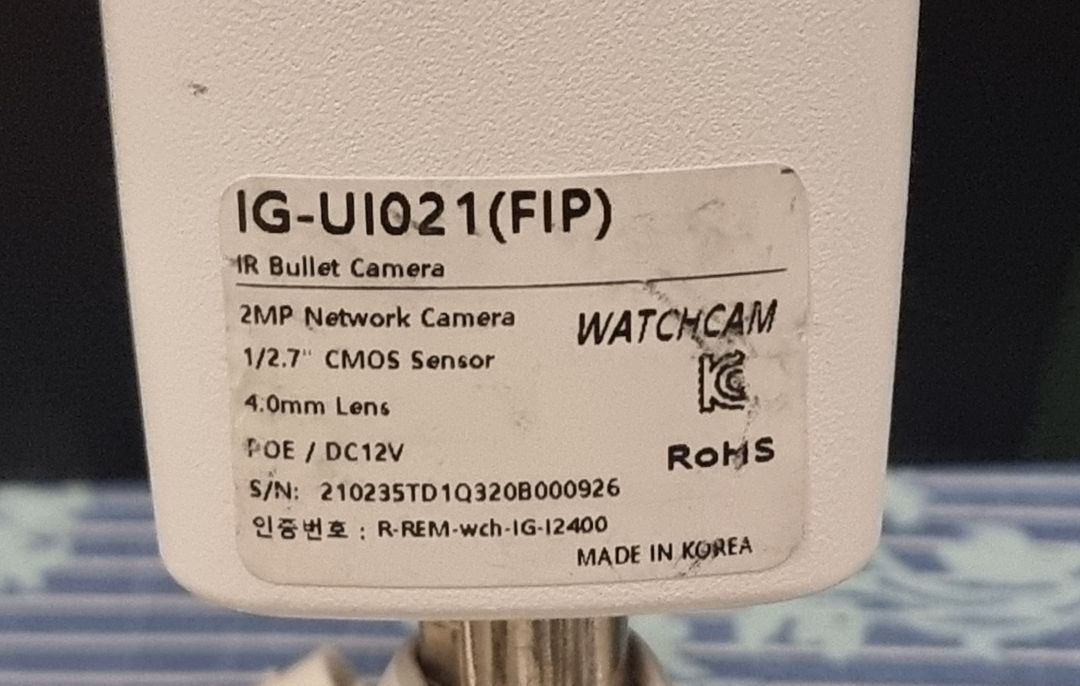 IG-UI021(FIP)
IR Bullet Camera
2MP Network Camera
WATCHCAM
1/2.7" CMOS Sensor
KC
4.0mm Lens
POE / DC12V
RoHS
S/N: 210235TD1Q320B000926
인증번호 : R-REM-wch-IG-I2400
MADE IN KOREA